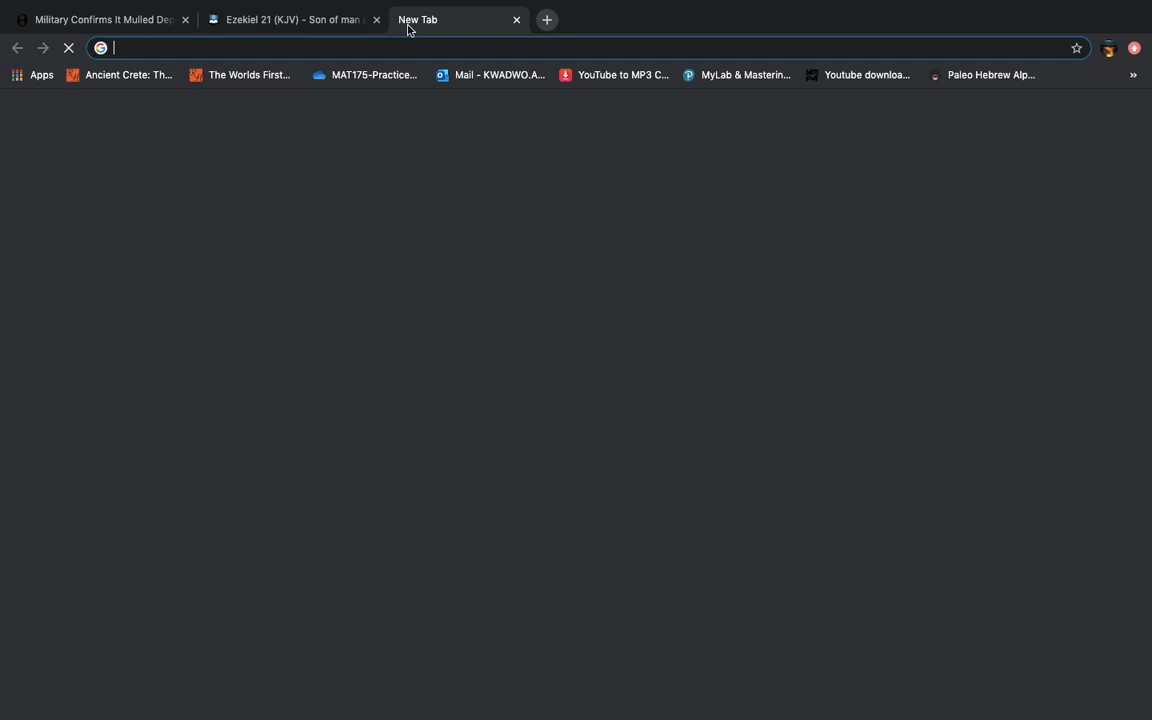 Military Confirms It Mulled Dep
Ezekiel 21 (KJV) - Son of man
New Tab
Apps
Ancient Crete: Th...
The Worlds First...
MAT175-Practice...
Mail - KWADWO.A...
YouTube to MP3 C...
MyLab & Masterin...
Youtube downloa...
Paleo Hebrew Alp...
»